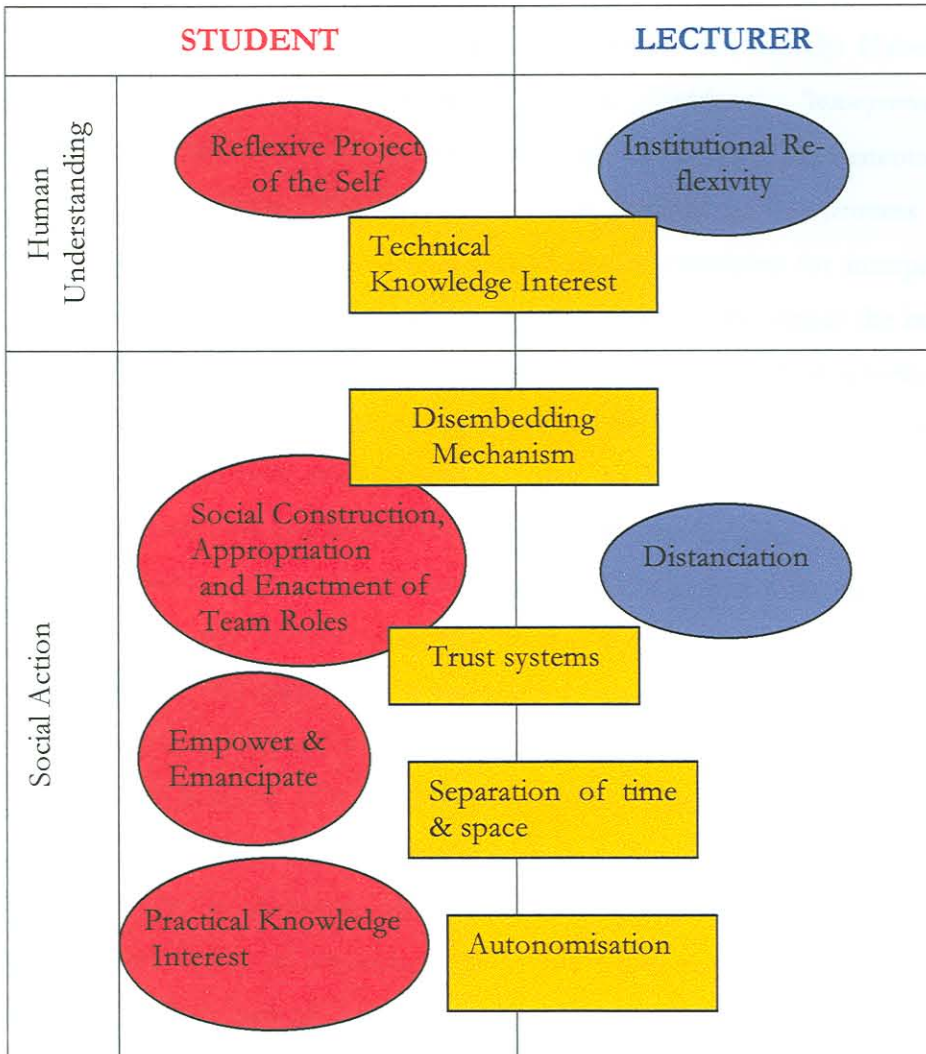 STUDENT
LECTURER
Human
Understanding
Reflexive Project
of the Self
Institutional Re-
flexivity
Technical
Knowledge Interest
Social Action
Disembedding
Mechanism
Social Construction,
Appropriation
and Enactment of
Team Roles
Distanciation
Trust systems
Empower &
Emancipate
Separation of time
& space
Practical Knowledge
Interest
Autonomisation